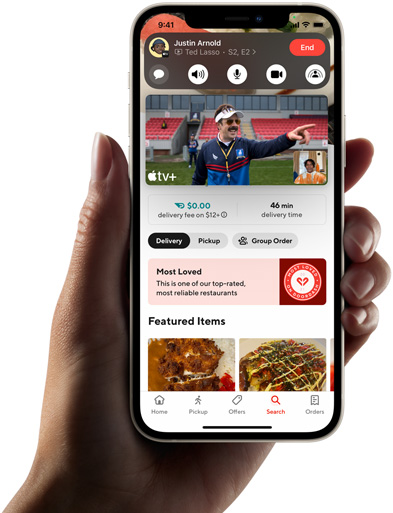 9:41
Justin Arnold
Ted Lasso • S2, E2 >
End
tv+
$0.00
delivery fee on $12+
46 min
delivery time
Delivery
Pickup
Group Order
Most Loved
This is one of our top-rated,
most reliable restaurants
MOST LOVED
Featured Items
Home
Pickup
Offers
Search
Orders